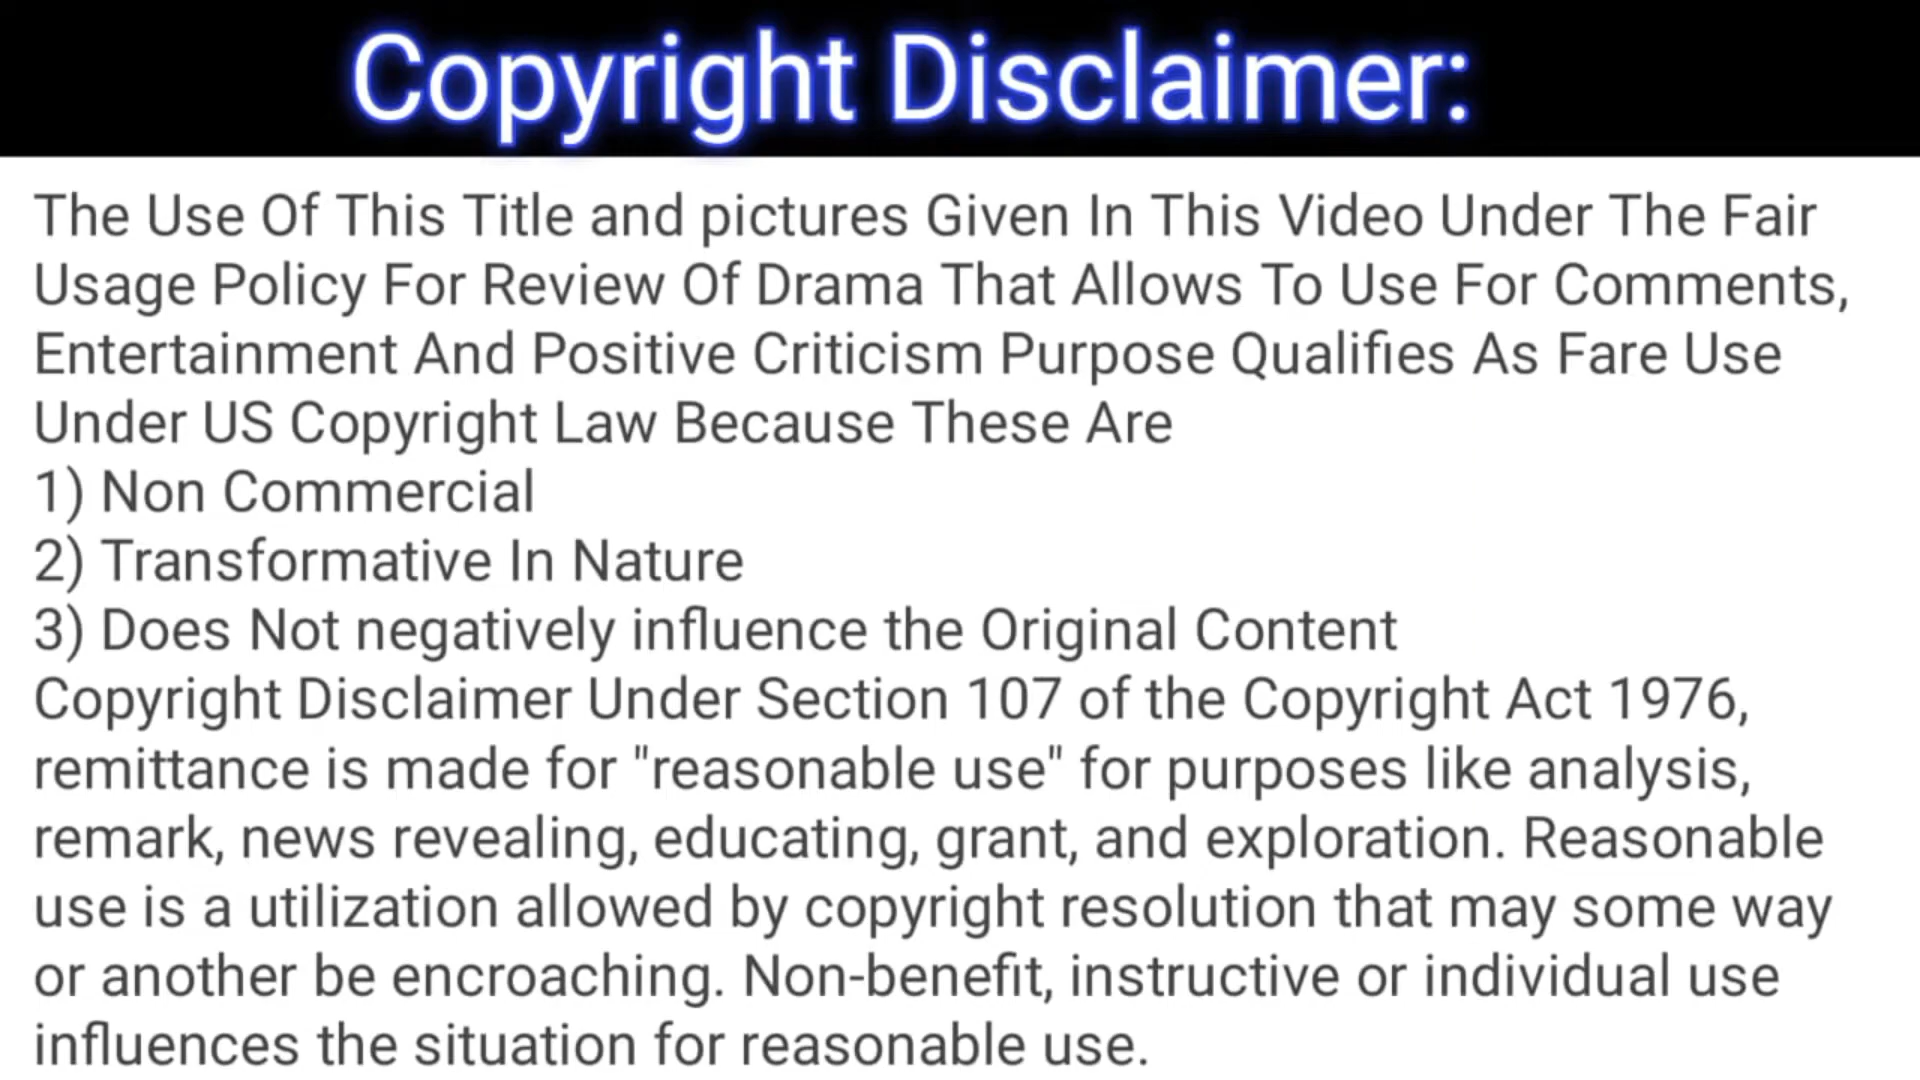 Copyright Disclaimer:
The Use Of This Title and pictures Given In This Video Under The Fair
Usage Policy For Review Of Drama That Allows To Use For Comments,
Entertainment And Positive Criticism Purpose Qualifies As Fare Use
Under US Copyright Law Because These Are
1) Non Commercial
2) Transformative In Nature
3) Does Not negatively influence the Original Content
Copyright Disclaimer Under Section 107 of the Copyright Act 1976,
remittance is made for "reasonable use" for purposes like analysis,
remark, news revealing, educating, grant, and exploration. Reasonable
use is a utilization allowed by copyright resolution that may some way
or another be encroaching. Non-benefit, instructive or individual use
influences the situation for reasonable use.